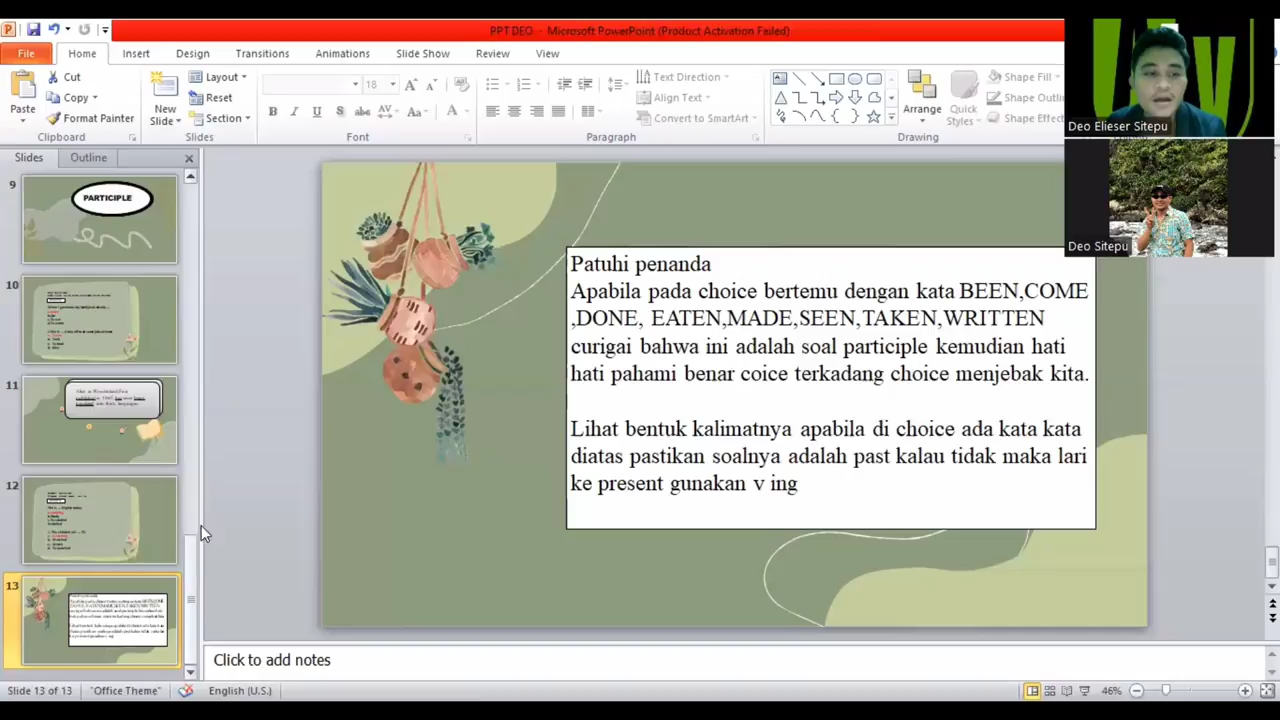 PPT DEO - Microsoft PowerPoint (Product Activation Failed)
File Home Insert Design Transitions Animations Slide Show Review View
Paste
Cut
Copy
Format Painter
Clipboard
New Slide
Layout
Reset
Section
Slides
18
Font
Text Direction
Align Text
Convert to SmartArt
Paragraph
Arrange
Quick Styles
Shape Fill
Shape Outli
Shape Effect
Drawing
Deo Elieser Sitepu
Deo Sitepu
Slides Outline
9
PARTICIPLE
10
11
12
13
Patuhi penanda
Apabila pada choice bertemu dengan kata BEEN,COME
,DONE, EATEN,MADE,SEEN,TAKEN,WRITTEN
curigai bahwa ini adalah soal participle kemudian hati
hati pahami benar coice terkadang choice menjebak kita.
Lihat bentuk kalimatnya apabila di choice ada kata kata
diatas pastikan soalnya adalah past kalau tidak maka lari
ke present gunakan v ing
Click to add notes
Slide 13 of 13 "Office Theme" English (U.S.) 46%